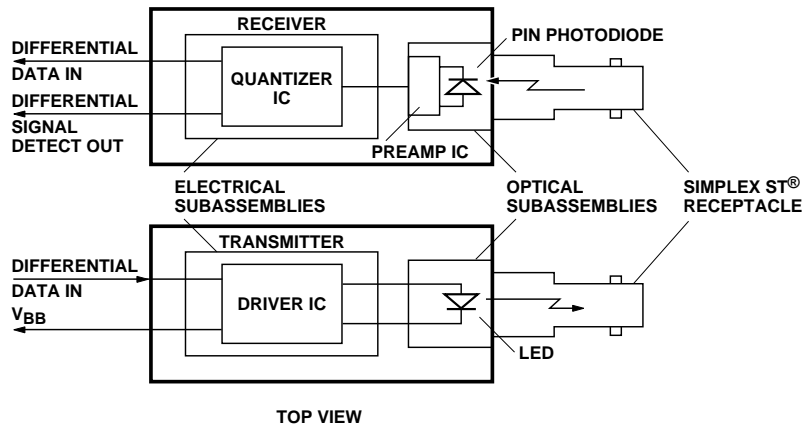 RECEIVER
PIN PHOTODIODE
DIFFERENTIAL
DATA IN
DIFFERENTIAL
SIGNAL
DETECT OUT
QUANTIZER
IC
PREAMP IC
ELECTRICAL
SUBASSEMBLIES
OPTICAL
SUBASSEMBLIES
SIMPLEX ST®
RECEPTACLE
TRANSMITTER
DIFFERENTIAL
DATA IN
VBB
DRIVER IC
LED
TOP VIEW